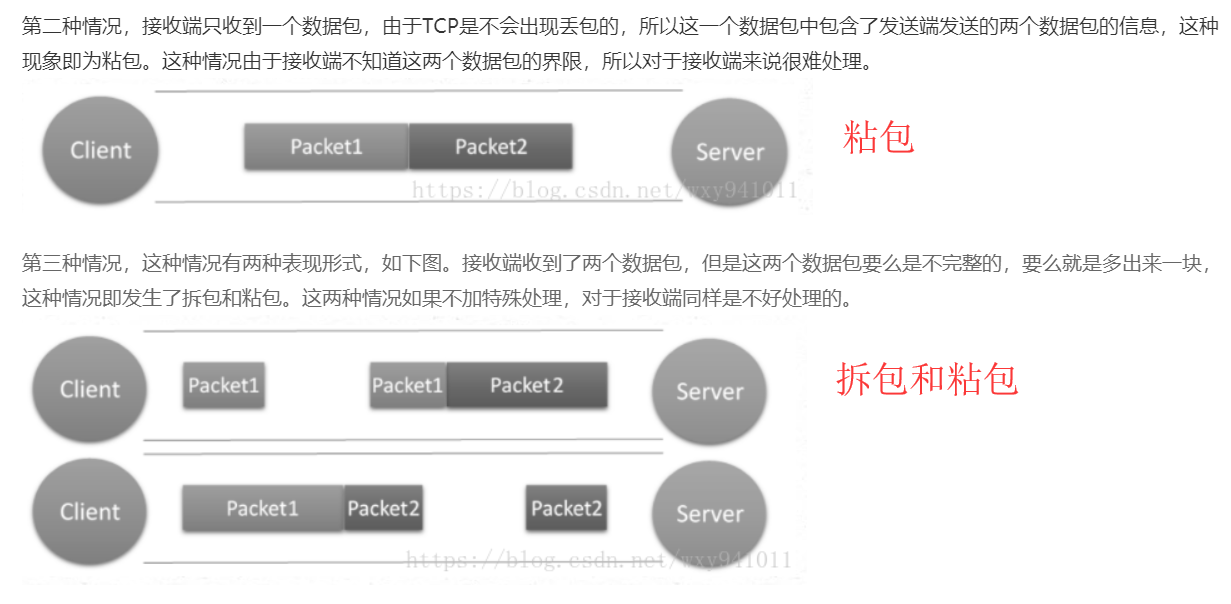 第二种情况，接收端只收到一个数据包，由于TCP是不会出现丢包的，所以这一个数据包中包含了发送端发送的两个数据包的信息，这种
现象即为粘包。这种情况由于接收端不知道这两个数据包的界限，所以对于接收端来说很难处理。
Client Packet1 Packet2 Server 粘包
https://blog.csdn.net/wxy941011
第三种情况，这种情况有两种表现形式，如下图。接收端收到了两个数据包，但是这两个数据包要么是不完整的，要么就是多出来一块，
这种情况即发生了拆包和粘包。这两种情况如果不加特殊处理，对于接收端同样是不好处理的。
Client Packet1 Packet1 Packet2 Server 拆包和粘包
Client Packet1 Packet2 Packet2 Server
https://blog.csdn.net/wxy941011